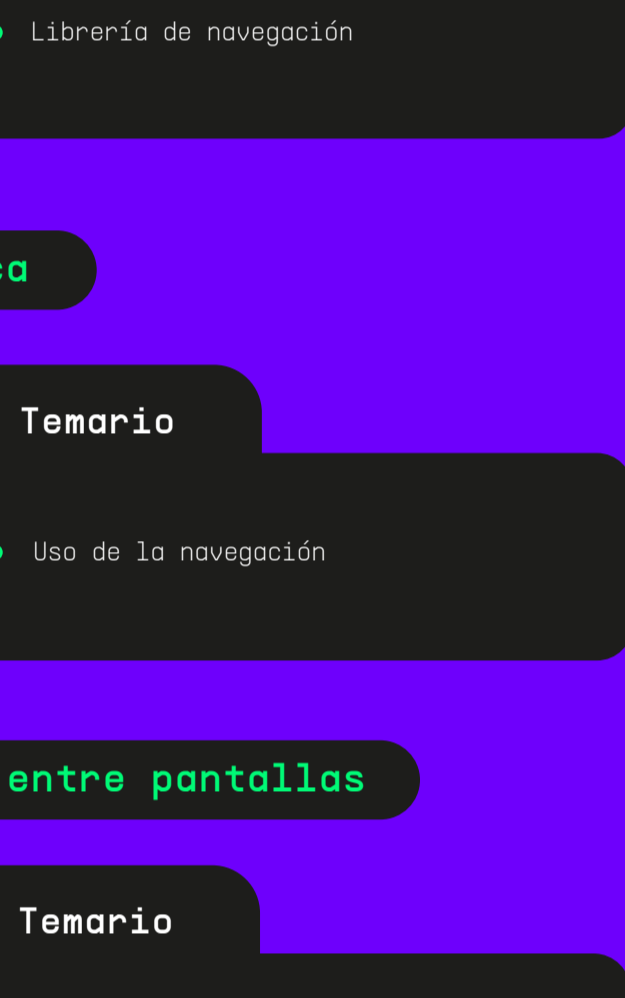 Librería de navegación
ca
Temario
Uso de la navegación
entre pantallas
Temario